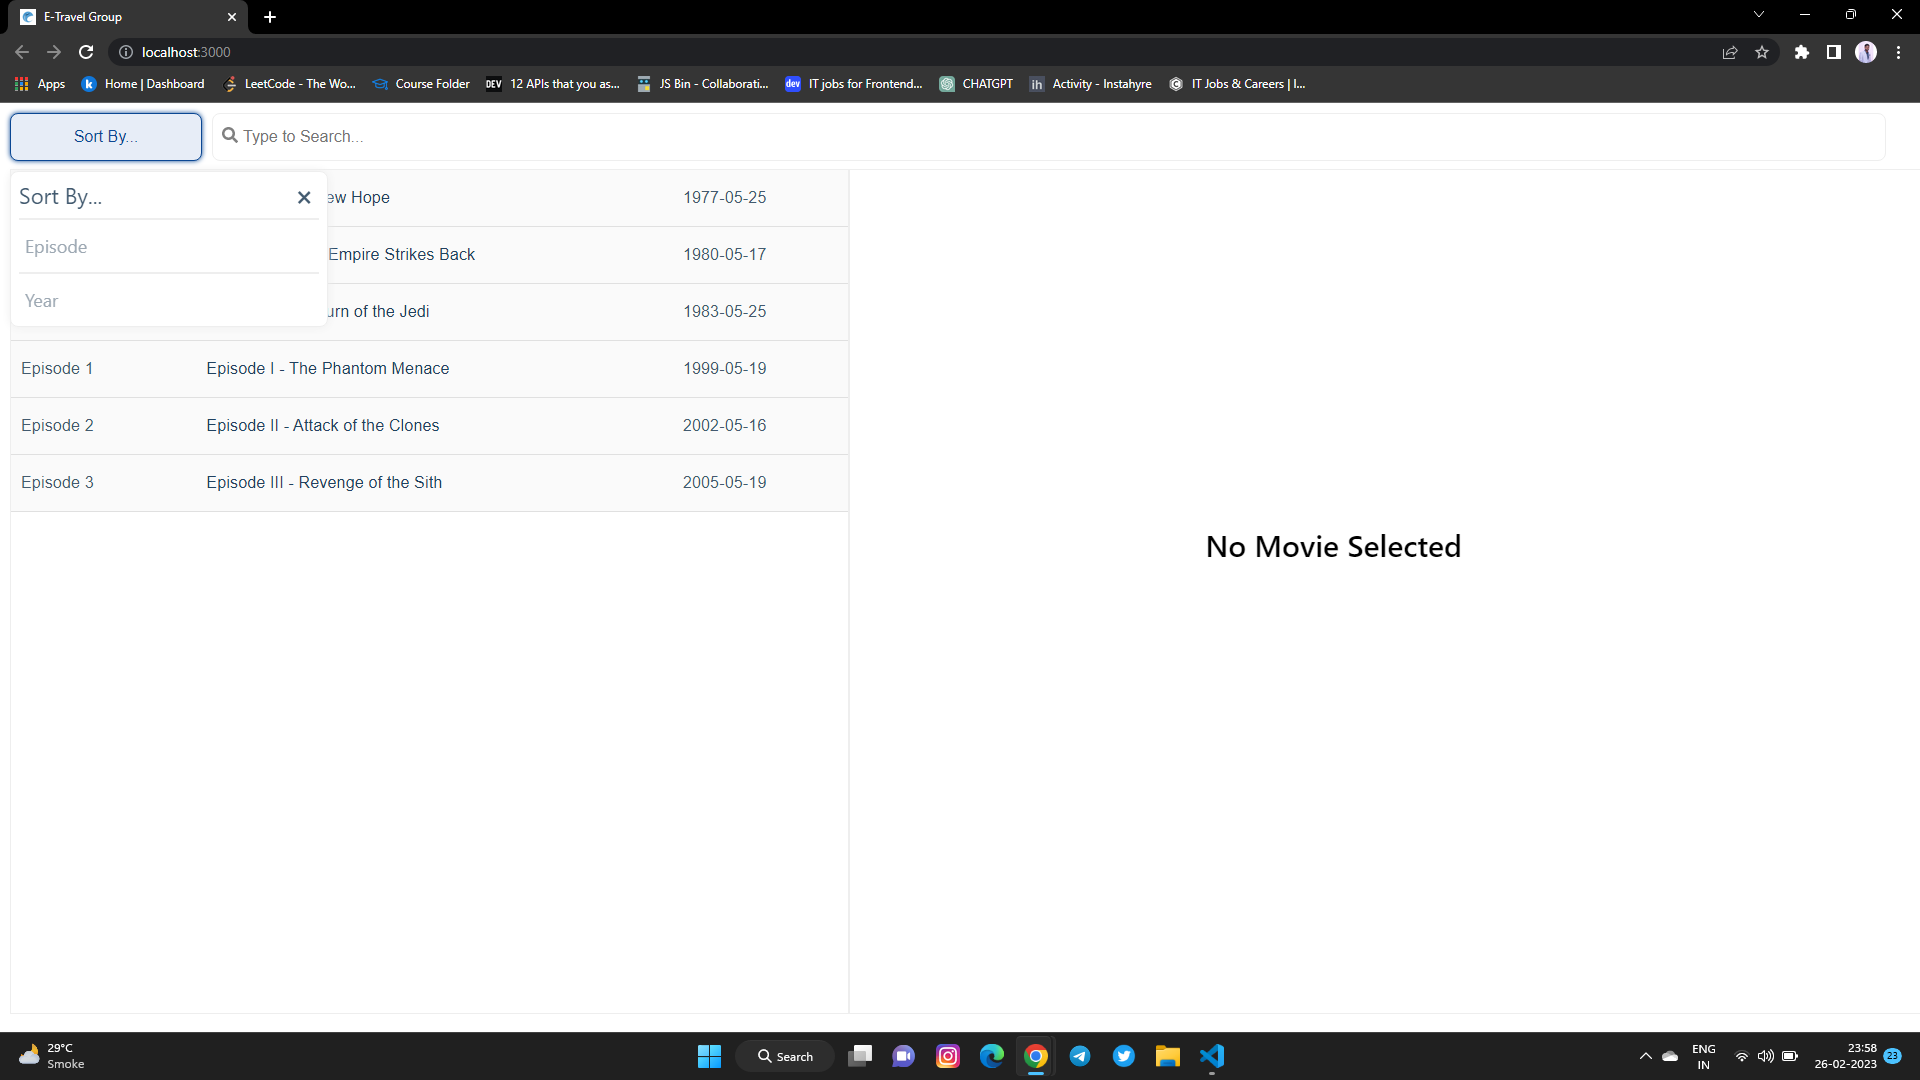 E-Travel Group
localhost:3000
Apps
Home | Dashboard
LeetCode - The Wo...
Course Folder
DEV
12 APIs that you as...
JS Bin - Collaborati...
dev
IT jobs for Frontend...
CHATGPT
ih
Activity - Instahyre
IT Jobs & Careers | I...
Sort By...
Type to Search...
Sort By...
Episode
Year
ew Hope 1977-05-25
Empire Strikes Back 1980-05-17
urn of the Jedi 1983-05-25
Episode 1 Episode I - The Phantom Menace 1999-05-19
Episode 2 Episode II - Attack of the Clones 2002-05-16
Episode 3 Episode III - Revenge of the Sith 2005-05-19
No Movie Selected
29°C
Smoke
Search
ENG
IN
23:58
26-02-2023
23